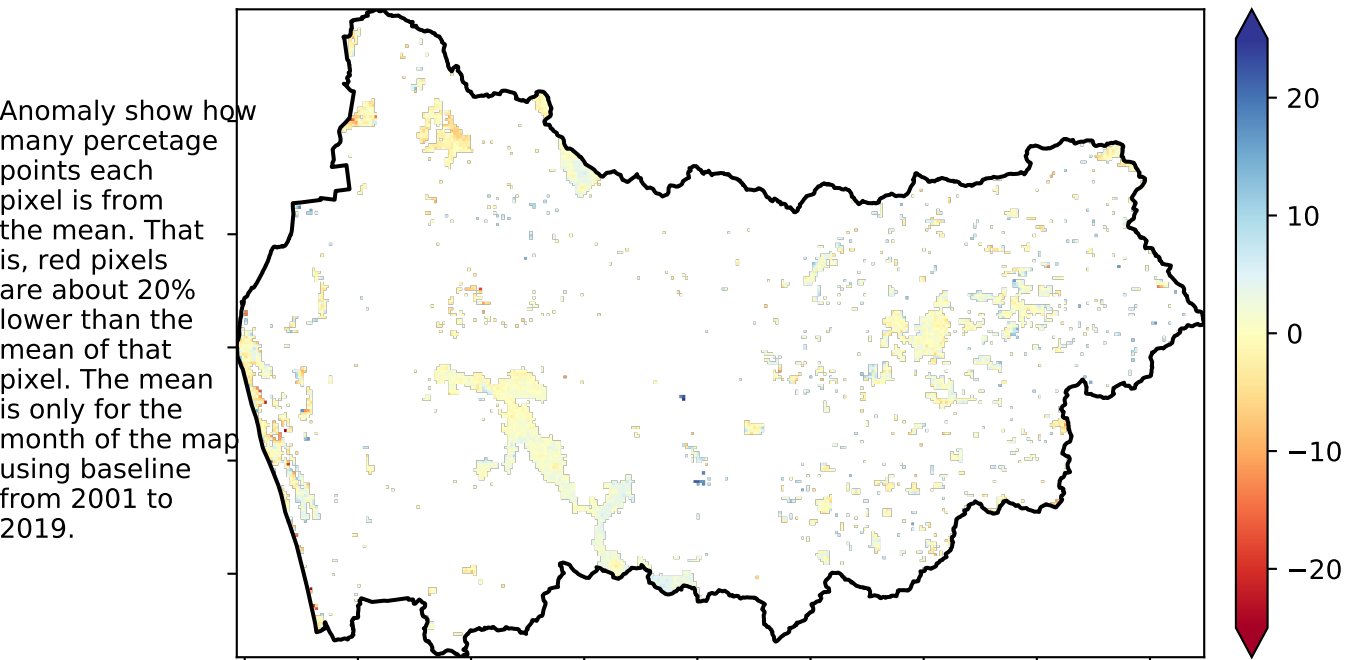 Anomaly show how
many percetage
points each
pixel is from
the mean. That
is, red pixels
are about 20%
lower than the
mean of that
pixel. The mean
is only for the
month of the map
using baseline
from 2001 to
2019.
20
10
0
−10
−20